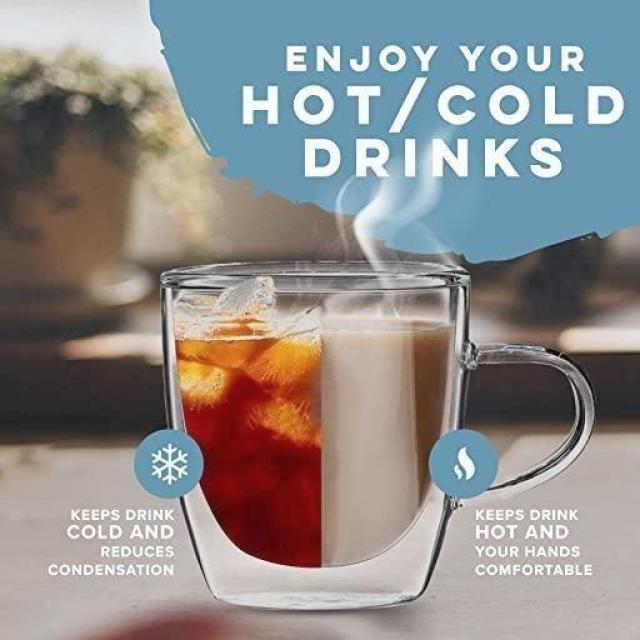 ENJOY YOUR
HOT/COLD
DRINKS
KEEPS DRINK
COLD AND
REDUCES
CONDENSATION
KEEPS DRINK
HOT AND
YOUR HANDS
COMFORTABLE